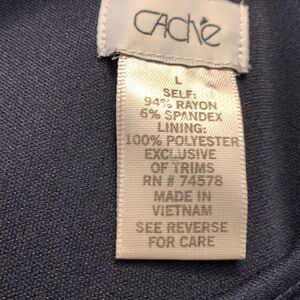 CAChé
L
SELF:
94% RAYON
6% SPANDEX
LINING:
100% POLYESTER
EXCLUSIVE
OF TRIMS
RN # 74578
MADE IN
VIETNAM
SEE REVERSE
FOR CARE